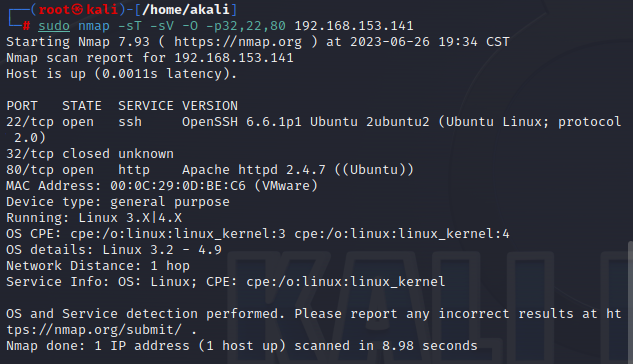 ┌──(root㉿kali)-[/home/akali]
└─# sudo nmap -sT -sV -O -p32,22,80 192.168.153.141
Starting Nmap 7.93 ( https://nmap.org ) at 2023-06-26 19:34 CST
Nmap scan report for 192.168.153.141
Host is up (0.0011s latency).

PORT   STATE  SERVICE VERSION
22/tcp open   ssh     OpenSSH 6.6.1p1 Ubuntu 2ubuntu2 (Ubuntu Linux; protocol
 2.0)
32/tcp closed unknown
80/tcp open   http    Apache httpd 2.4.7 ((Ubuntu))
MAC Address: 00:0C:29:0D:BE:C6 (VMware)
Device type: general purpose
Running: Linux 3.X|4.X
OS CPE: cpe:/o:linux:linux_kernel:3 cpe:/o:linux:linux_kernel:4
OS details: Linux 3.2 - 4.9
Network Distance: 1 hop
Service Info: OS: Linux; CPE: cpe:/o:linux:linux_kernel

OS and Service detection performed. Please report any incorrect results at ht
tps://nmap.org/submit/ .
Nmap done: 1 IP address (1 host up) scanned in 8.98 seconds
KALI